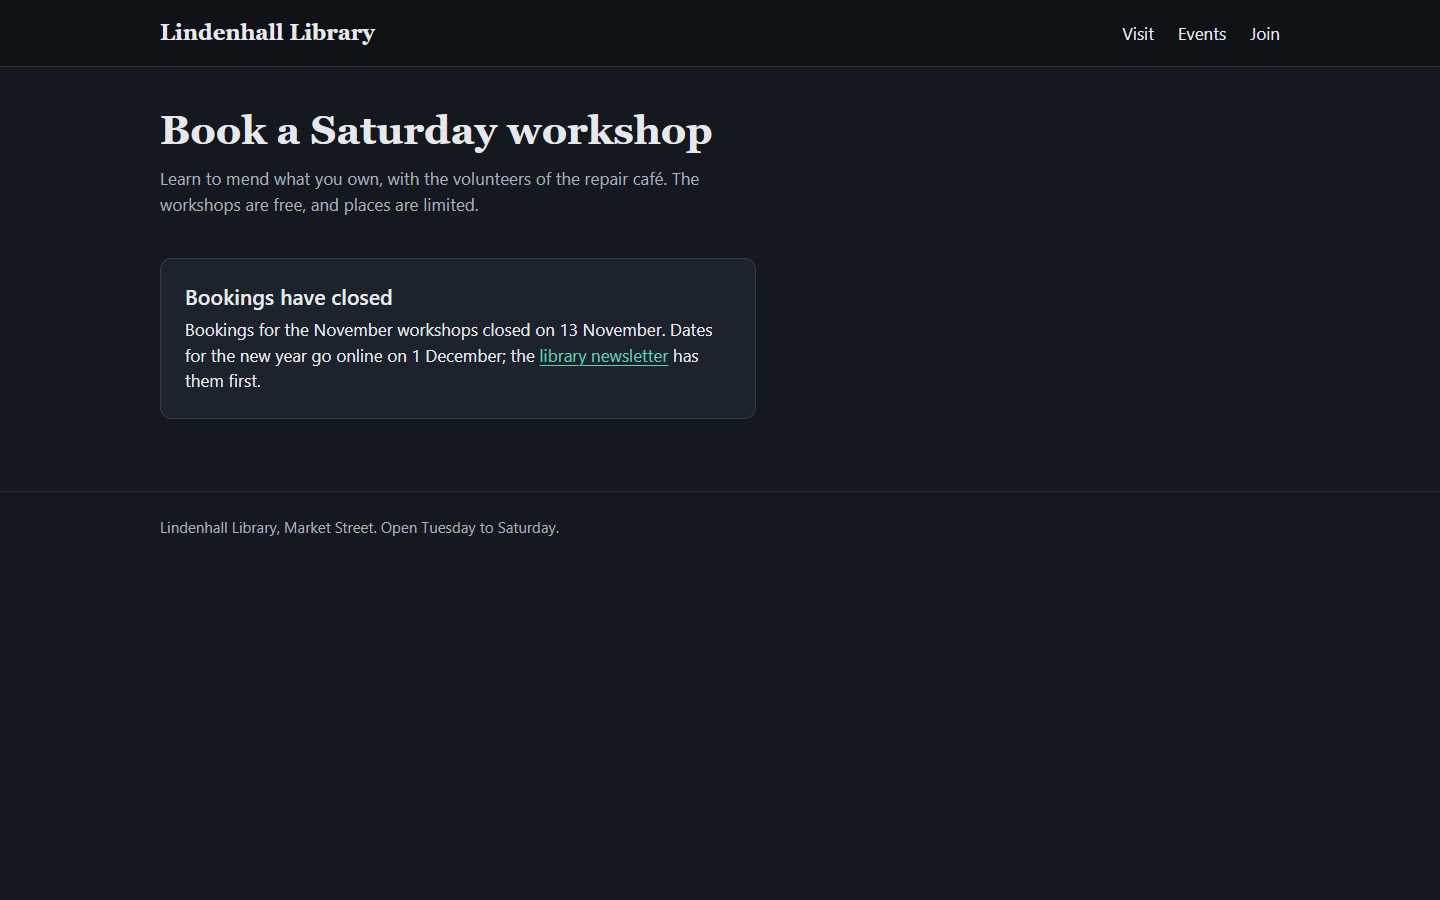 Lindenhall Library
Visit Events Join
Book a Saturday workshop
Learn to mend what you own, with the volunteers of the repair café. The
workshops are free, and places are limited.
Bookings have closed
Bookings for the November workshops closed on 13 November. Dates
for the new year go online on 1 December; the library newsletter has
them first.
Lindenhall Library, Market Street. Open Tuesday to Saturday.